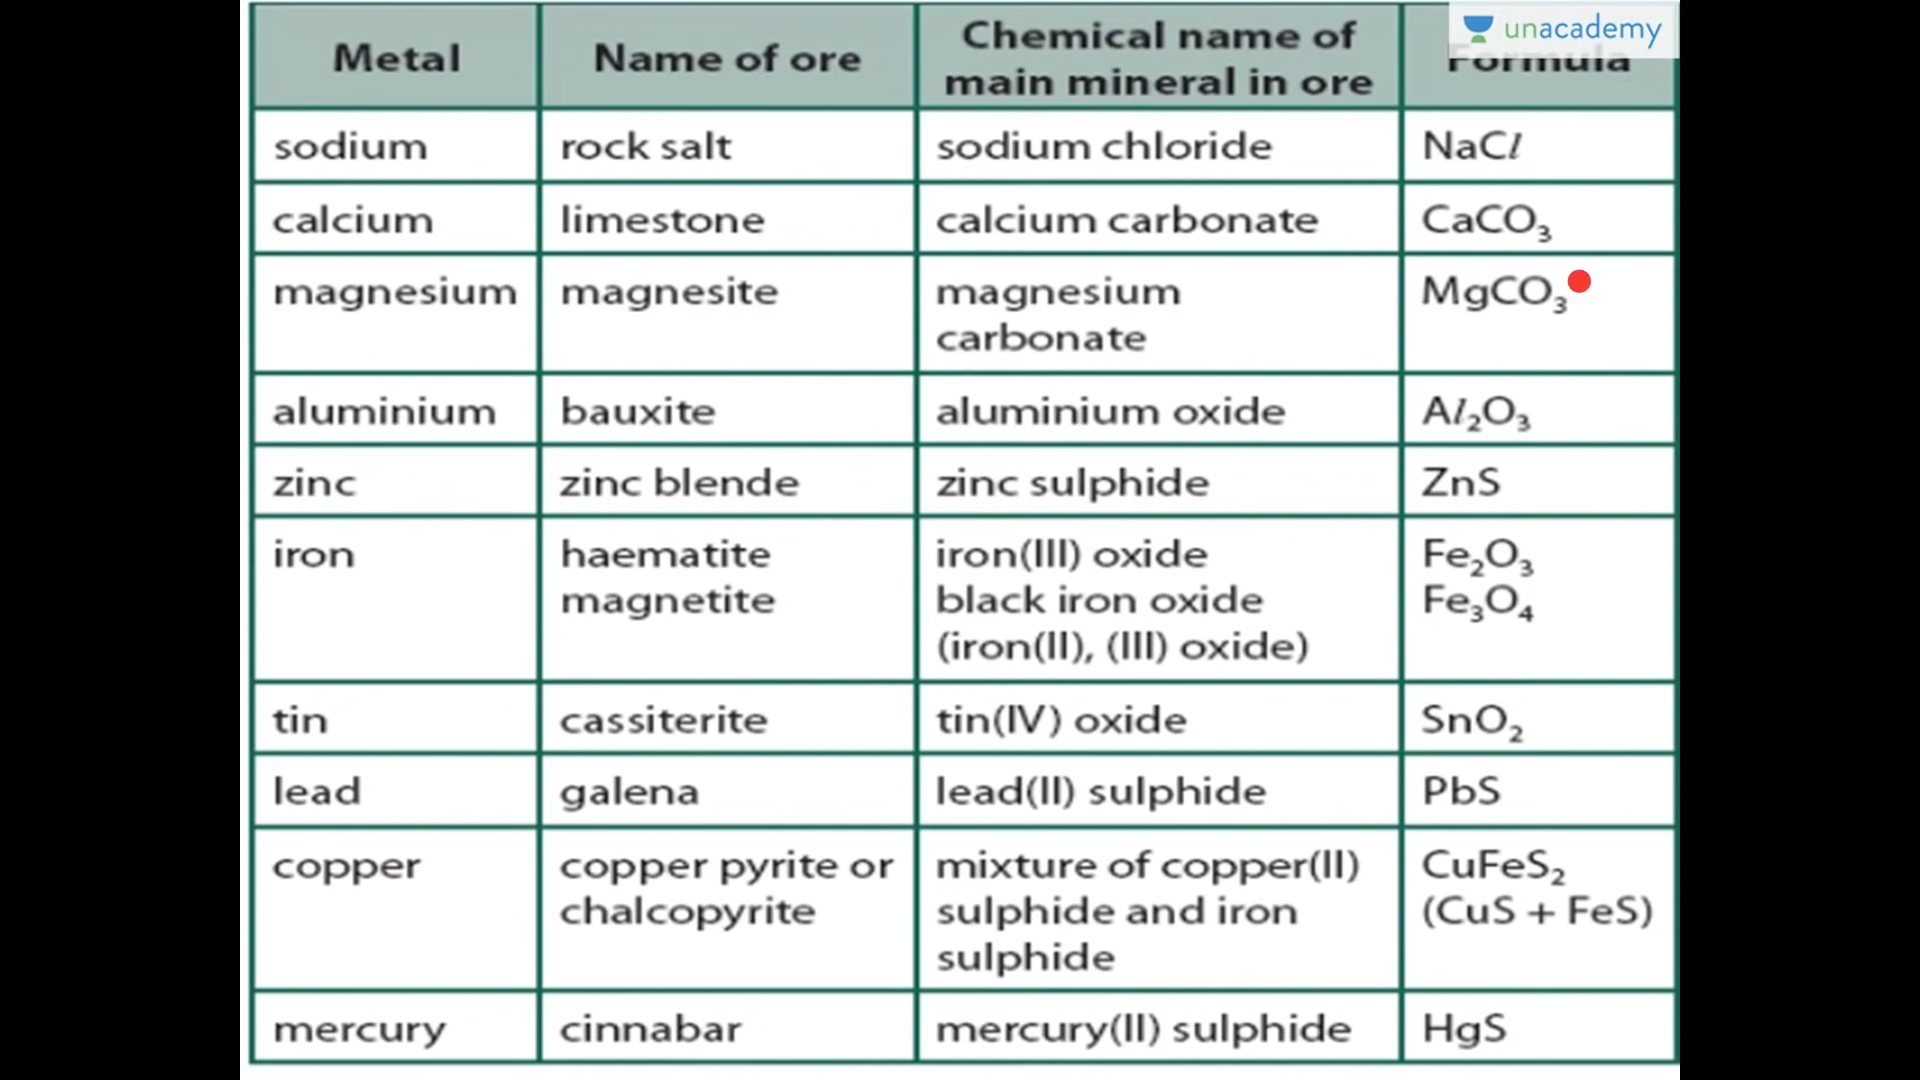 unacademy
Metal
Name of ore
Chemical name of
main mineral in ore
Formula
sodium
rock salt
sodium chloride
NaCl
calcium
limestone
calcium carbonate
CaCO₃
magnesium
magnesite
magnesium
carbonate
MgCO₃
aluminium
bauxite
aluminium oxide
Al₂O₃
zinc
zinc blende
zinc sulphide
ZnS
iron
haematite
magnetite
iron(III) oxide
black iron oxide
(iron(II), (III) oxide)
Fe₂O₃
Fe₃O₄
tin
cassiterite
tin(IV) oxide
SnO₂
lead
galena
lead(II) sulphide
PbS
copper
copper pyrite or
chalcopyrite
mixture of copper(II)
sulphide and iron
sulphide
CuFeS₂
(CuS + FeS)
mercury
cinnabar
mercury(II) sulphide
HgS